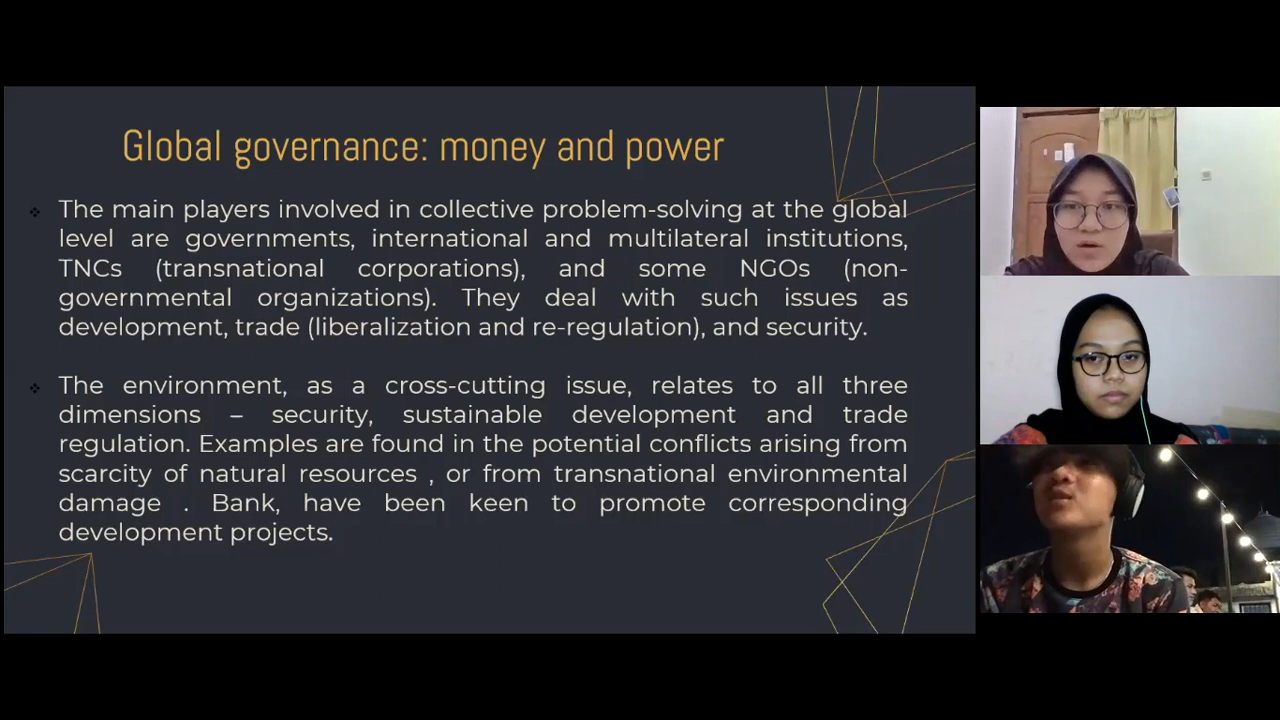 Global governance: money and power
The main players involved in collective problem-solving at the global
level are governments, international and multilateral institutions,
TNCs (transnational corporations), and some NGOs (non-
governmental organizations). They deal with such issues as
development, trade (liberalization and re-regulation), and security.
The environment, as a cross-cutting issue, relates to all three
dimensions – security, sustainable development and trade
regulation. Examples are found in the potential conflicts arising from
scarcity of natural resources , or from transnational environmental
damage . Bank, have been keen to promote corresponding
development projects.